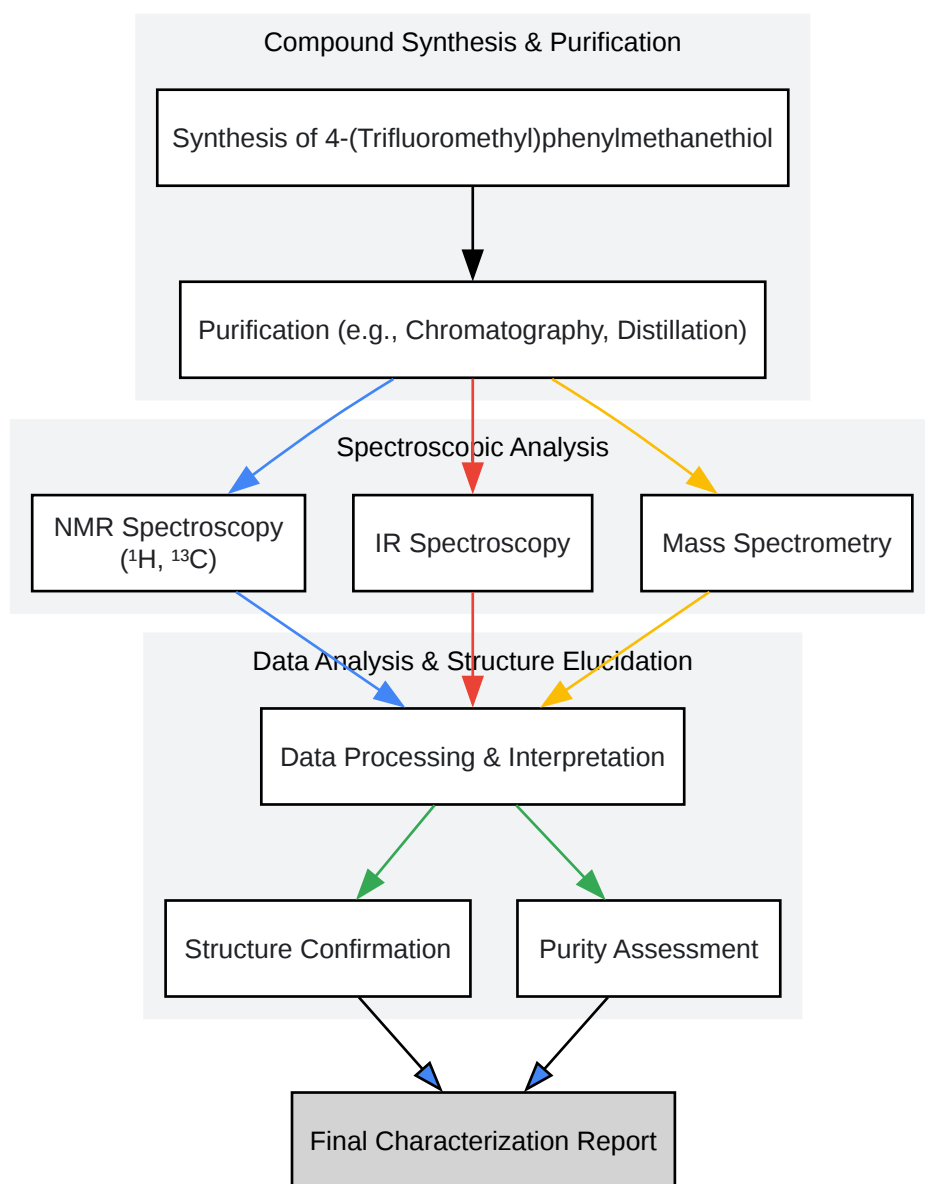 Compound Synthesis & Purification
Synthesis of 4-(Trifluoromethyl)phenylmethanethiol
Purification (e.g., Chromatography, Distillation)
Spectroscopic Analysis
NMR Spectroscopy
(¹H, ¹³C)
IR Spectroscopy
Mass Spectrometry
Data Analysis & Structure Elucidation
Data Processing & Interpretation
Structure Confirmation
Purity Assessment
Final Characterization Report